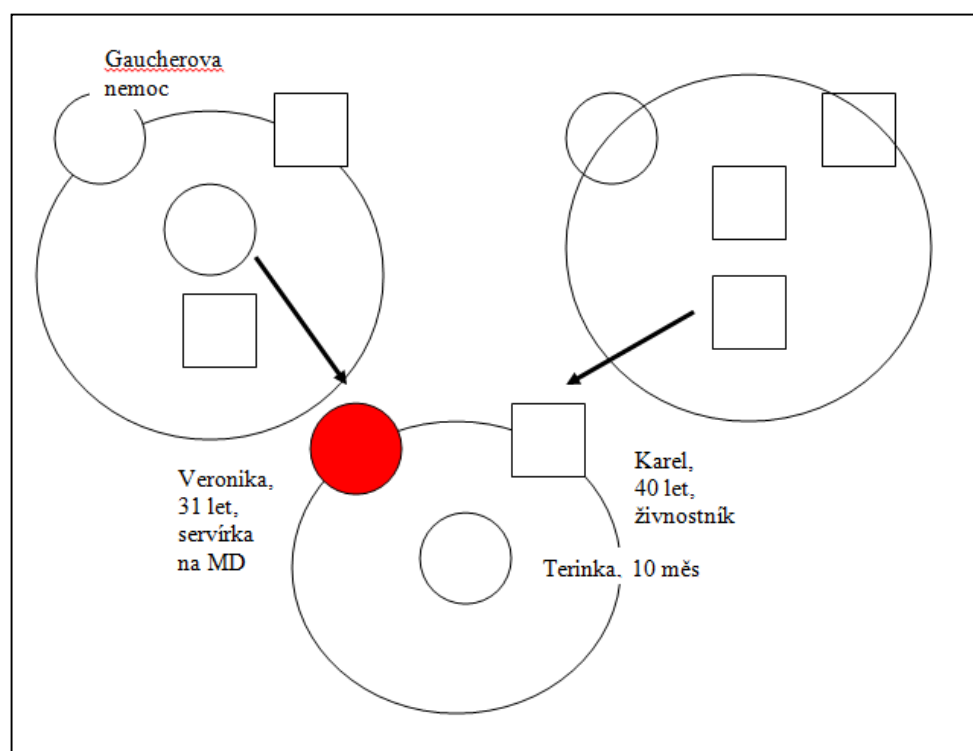 Gaucherova
nemoc
Veronika,
31 let,
servírka
na MD
Karel,
40 let,
živnostník
Terinka, 10 měs